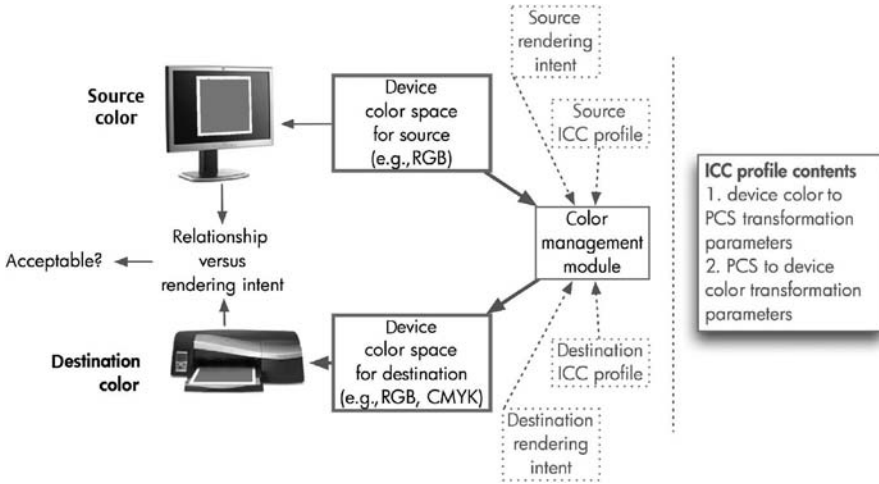 Source
rendering
intent
Source
color
Device
color space
for source
(e.g.,RGB)
Source
ICC profile
Color
management
module
ICC profile contents
1. device color to
PCS transformation
parameters
2. PCS to device
color transformation
parameters
Relationship
versus
rendering intent
Acceptable?
Destination
color
Device
color space
for destination
(e.g.,RGB, CMYK)
Destination
ICC profile
Destination
rendering
intent